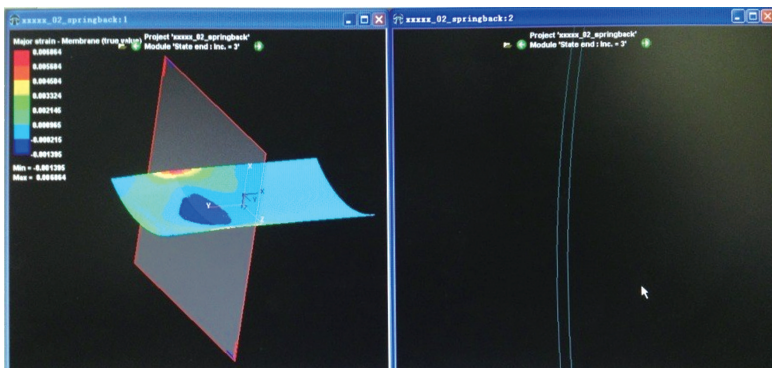 xxxxx_02_springback:1
Major strain - Membrane (true value)
Project 'xxxxx_02_springback'
Module 'State end : Inc. = 3'
0.006864
0.005684
0.004504
0.003324
0.002145
0.000965
-0.000215
-0.001395
Min = -0.001395
Max = 0.006864
X
Y
Z
X
Y
xxxxx_02_springback:2
Project 'xxxxx_02_springback'
Module 'State end : Inc. = 3'